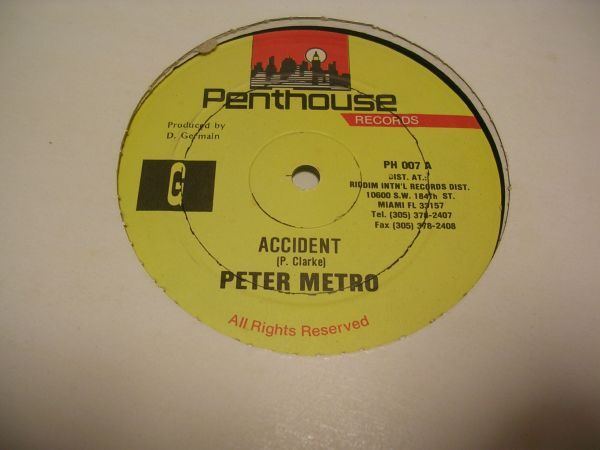 Penthouse
RECORDS
Produced by
D. Germain
G
PH 007 A
DIST. AT.:
RIDDIM INT'L RECORDS DIST.
10600 S.W. 184th ST.
MIAMI FL 33157
Tel. (305) 378-2407
Fax (305) 378-2408
ACCIDENT
(P. Clarke)
PETER METRO
All Rights Reserved